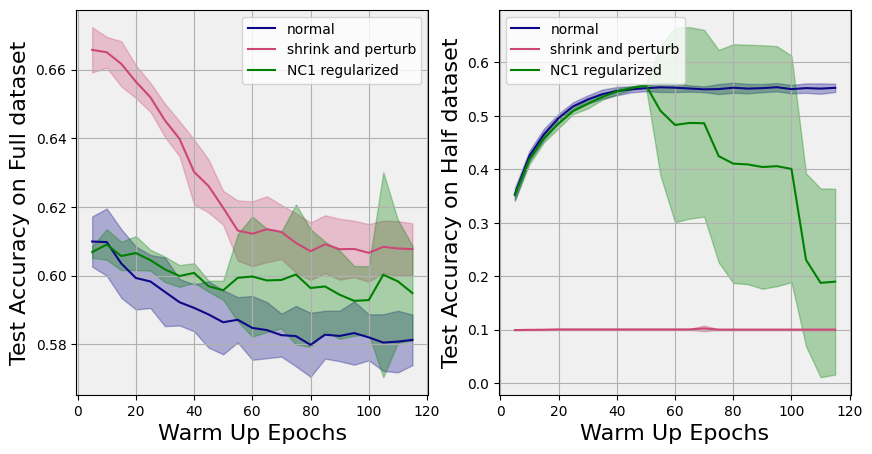 normal
shrink and perturb
NC1 regularized
Test Accuracy on Full dataset
0.66
0.64
0.62
0.60
0.58
0 20 40 60 80 100 120
Warm Up Epochs
normal
shrink and perturb
NC1 regularized
Test Accuracy on Half dataset
0.6
0.5
0.4
0.3
0.2
0.1
0.0
0 20 40 60 80 100 120
Warm Up Epochs